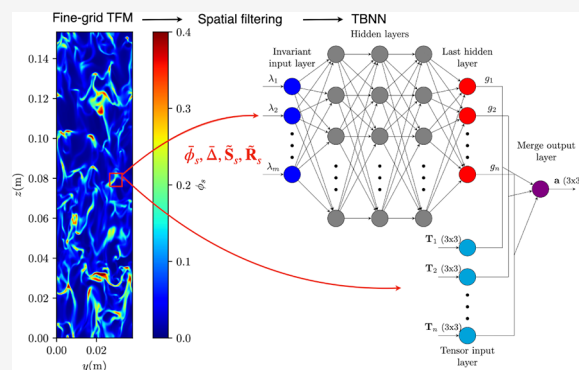 Fine-grid TFM
Spatial filtering
TBNN
Hidden layers
Invariant
input layer
Last hidden
layer
λ₁
λ₂
λₘ
g₁
g₂
gₙ
Merge output
layer
a (3x3)
T₁ (3x3)
T₂ (3x3)
Tₙ (3x3)
Tensor input
layer
ϕ̄ₛ, Δ̄, S̃ₛ, R̃ₛ
0.4
0.3
0.2
0.1
0.0
ϕₛ
0.14
0.12
0.10
0.08
0.06
0.04
0.02
0.00
z(m)
0.00
0.02
y(m)